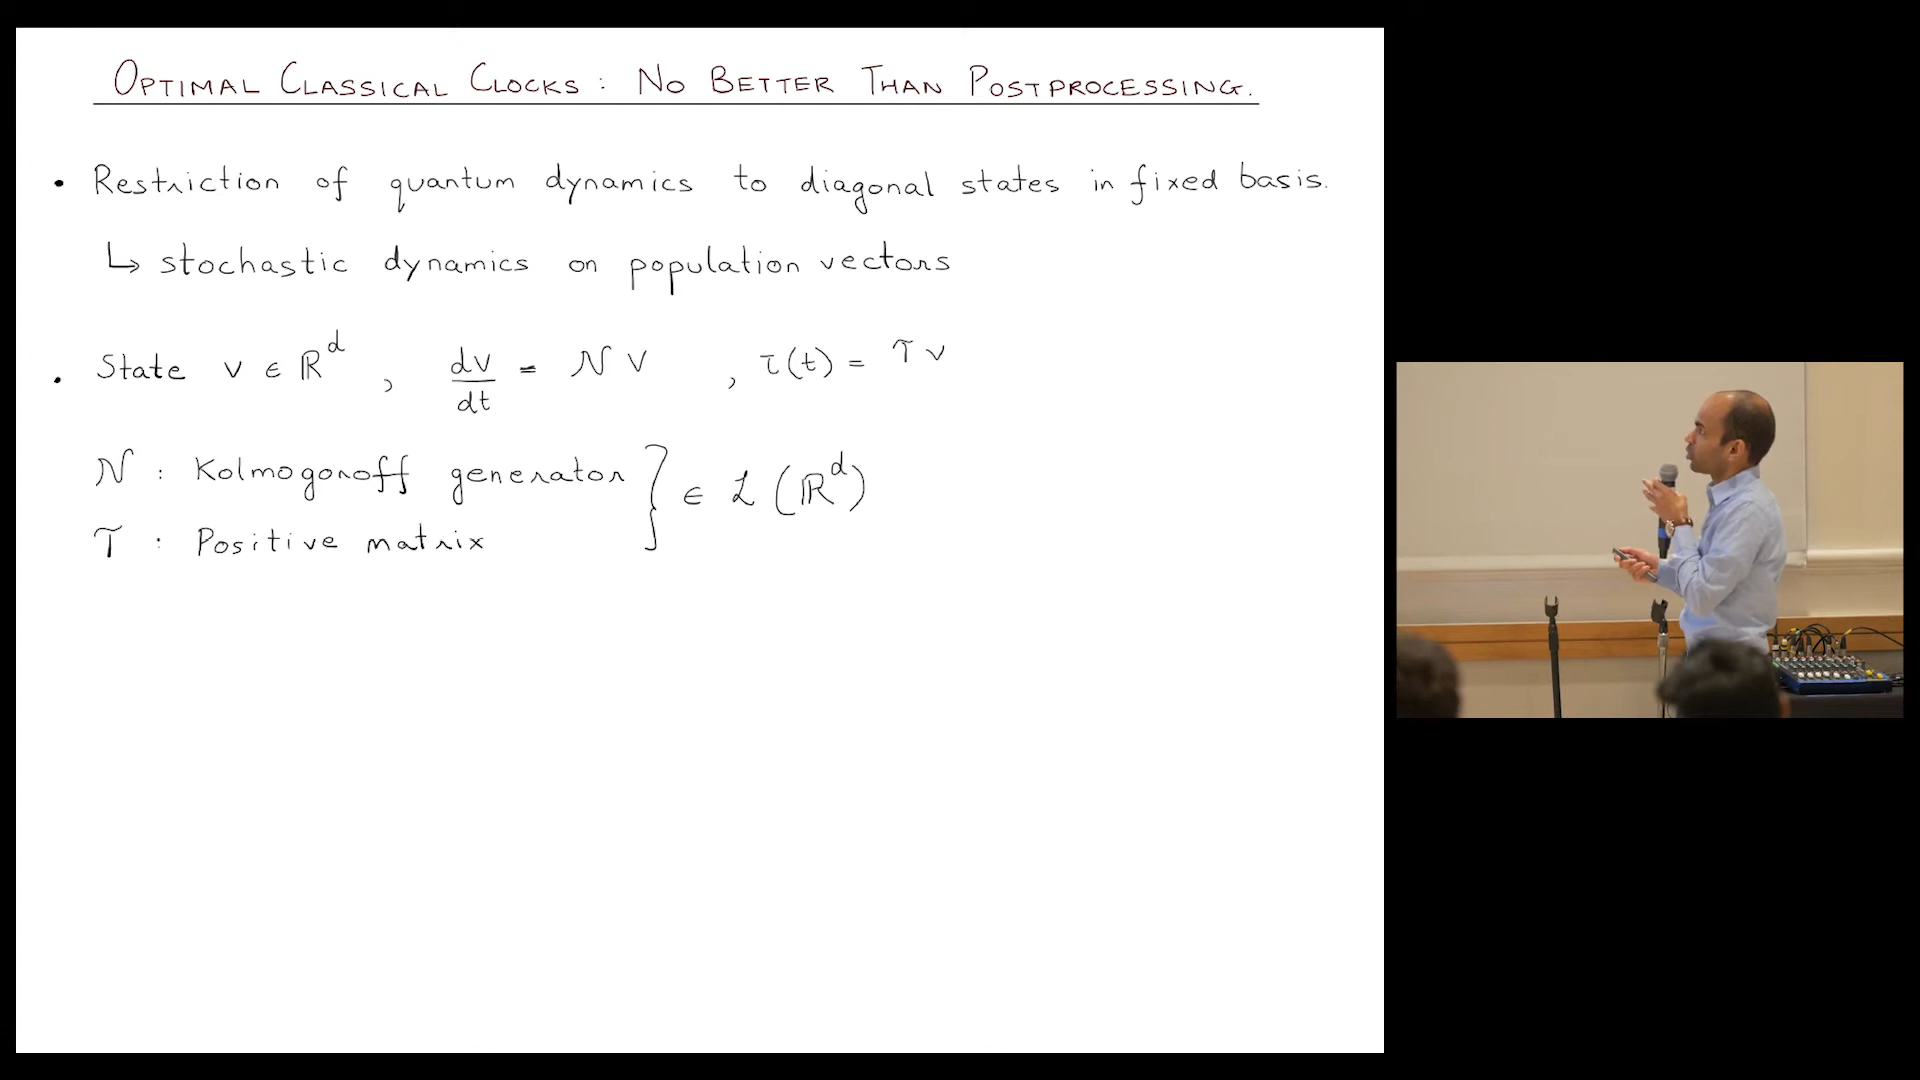 OPTIMAL CLASSICAL CLOCKS : NO BETTER THAN POSTPROCESSING.
• Restriction of quantum dynamics to diagonal states in fixed basis.
↳ stochastic dynamics on population vectors
• State v ∈ ℝ^d , dv/dt = 𝒩 v , τ(t) = 𝒯 v
𝒩 : Kolmogoroff generator } ∈ ℒ (ℝ^d)
𝒯 : Positive matrix